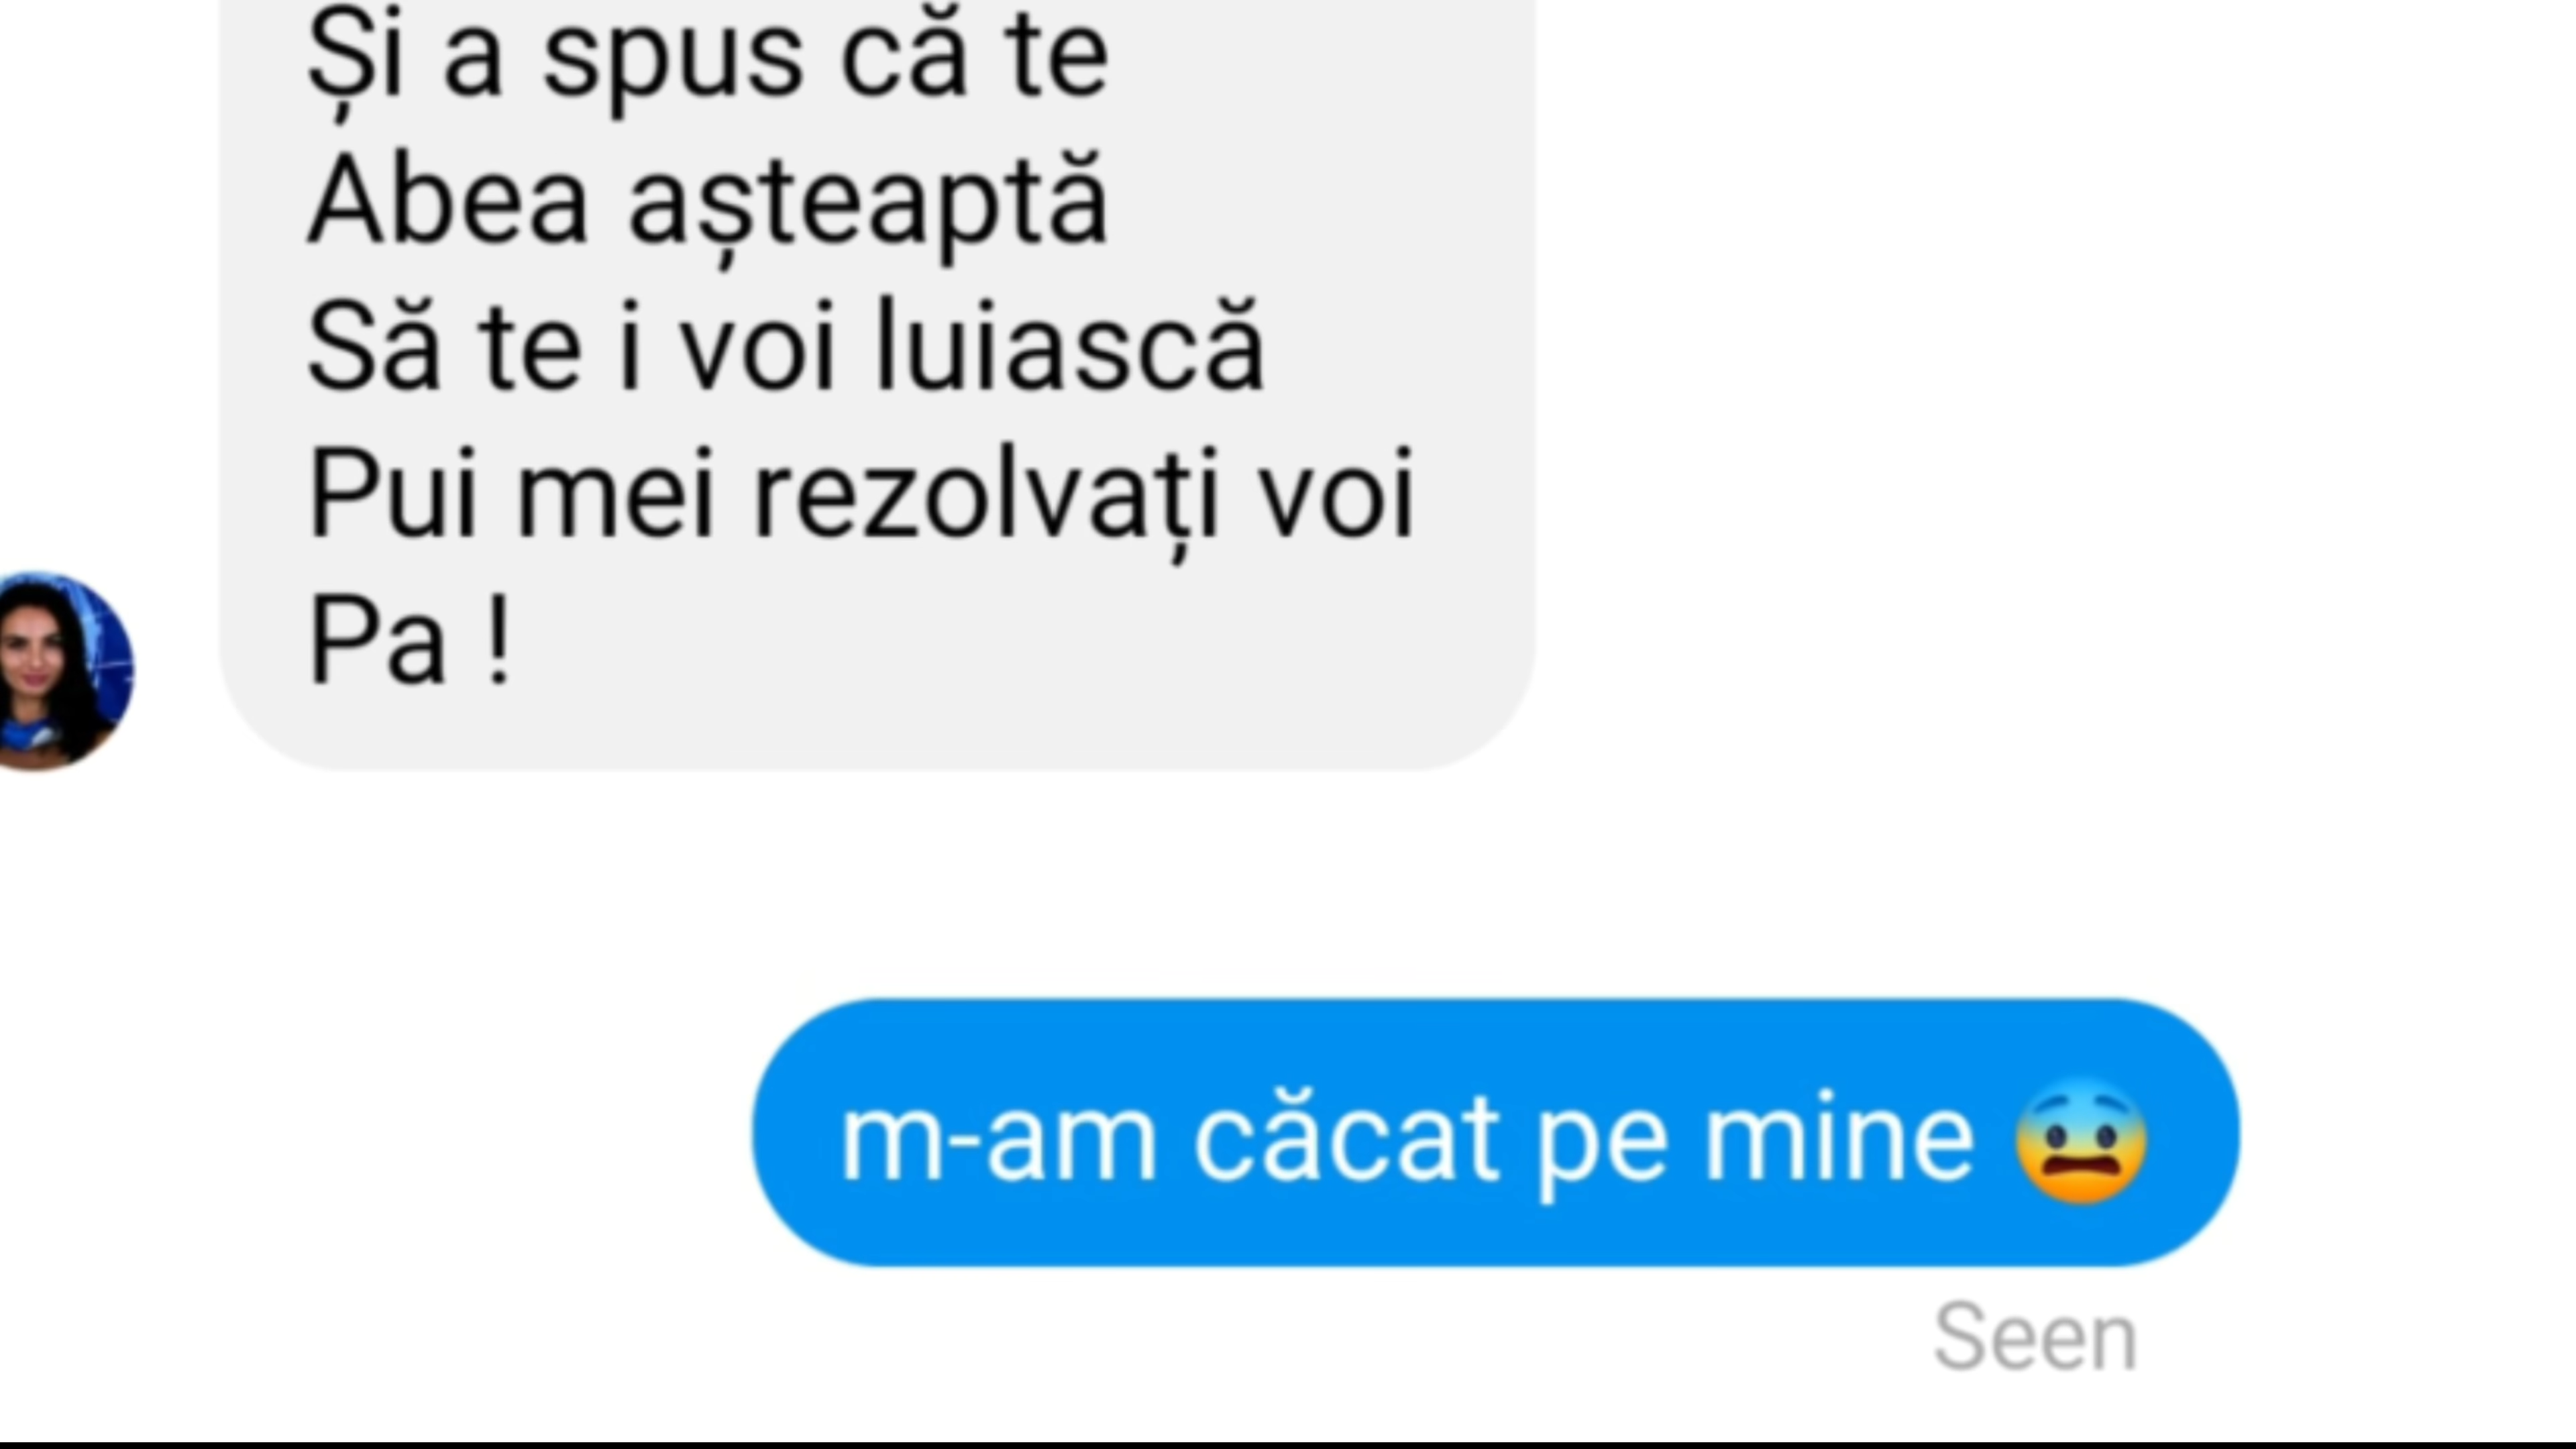 Și a spus că te
Abea așteaptă
Să te i voi luiască
Pui mei rezolvați voi
Pa !
m-am căcat pe mine 😨
Seen